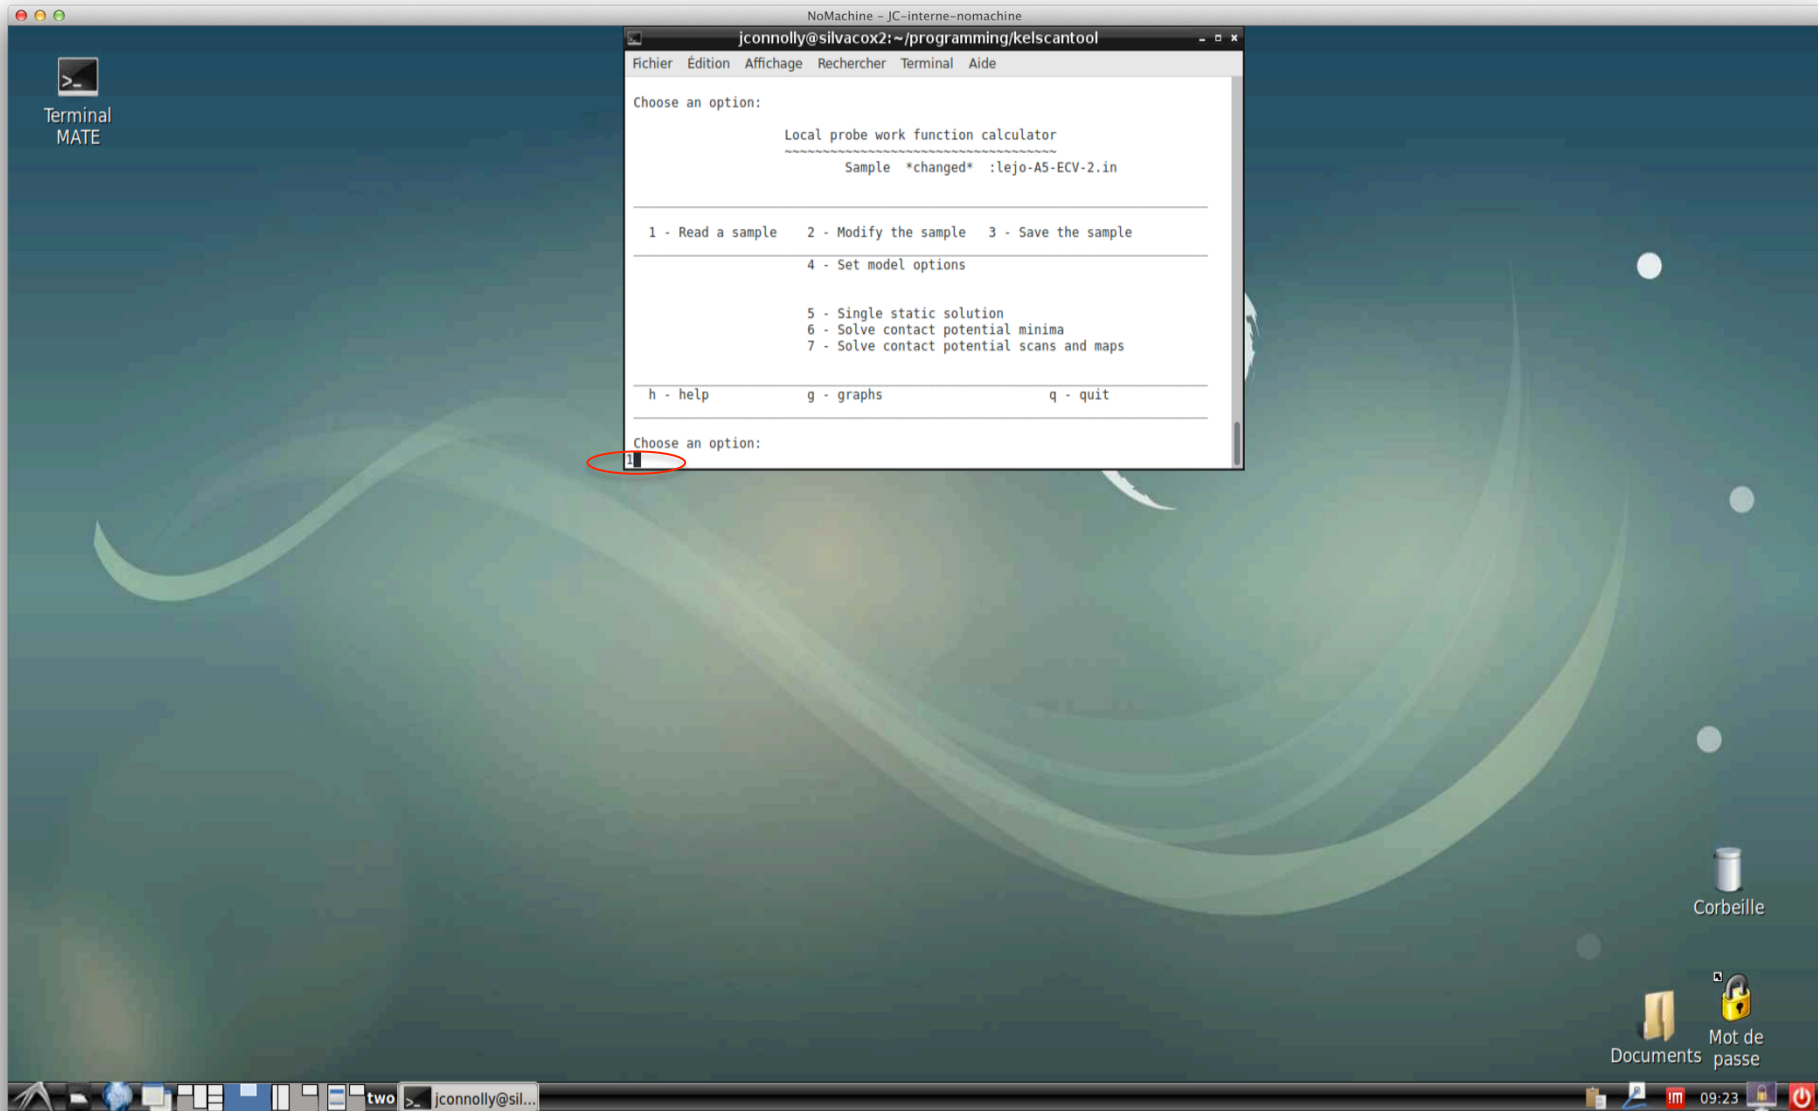 NoMachine - JC-interne-nomachine
jconnolly@silvacox2:~/programming/kelscantool
Fichier Édition Affichage Rechercher Terminal Aide
Choose an option:
Local probe work function calculator
~~~~~~~~~~~~~~~~~~~~~~~~~~~~~~~~~~~~
Sample *changed* :lejo-A5-ECV-2.in
1 - Read a sample 2 - Modify the sample 3 - Save the sample
4 - Set model options
5 - Single static solution
6 - Solve contact potential minima
7 - Solve contact potential scans and maps
h - help g - graphs q - quit
Choose an option:
1
Terminal
MATE
Corbeille
Documents
Mot de
passe
two
jconnolly@sil...
!M
09:23